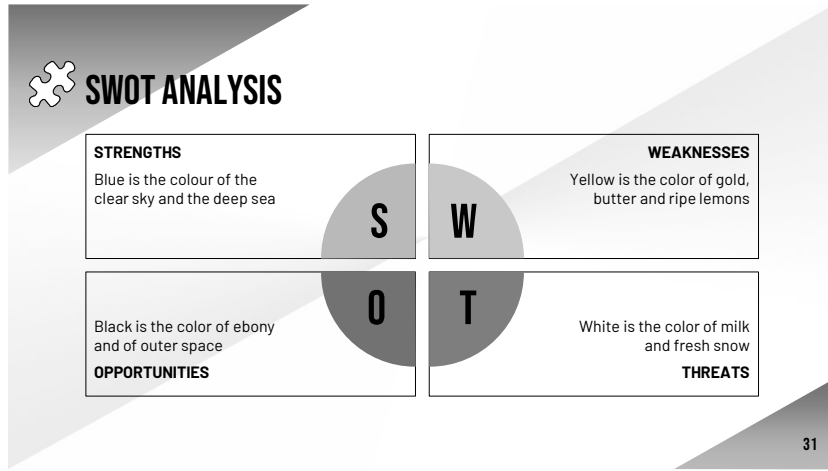 SWOT ANALYSIS
STRENGTHS
Blue is the colour of the
clear sky and the deep sea
S
WEAKNESSES
Yellow is the color of gold,
butter and ripe lemons
W
Black is the color of ebony
and of outer space
OPPORTUNITIES
O
White is the color of milk
and fresh snow
THREATS
T
31